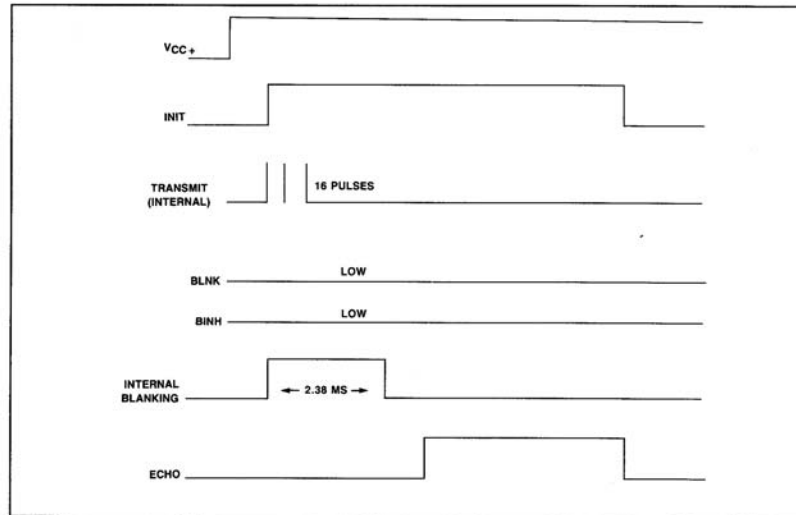 VCC+
INIT
TRANSMIT
(INTERNAL)
16 PULSES
BLNK
LOW
BINH
LOW
INTERNAL
BLANKING
2.38 MS
ECHO